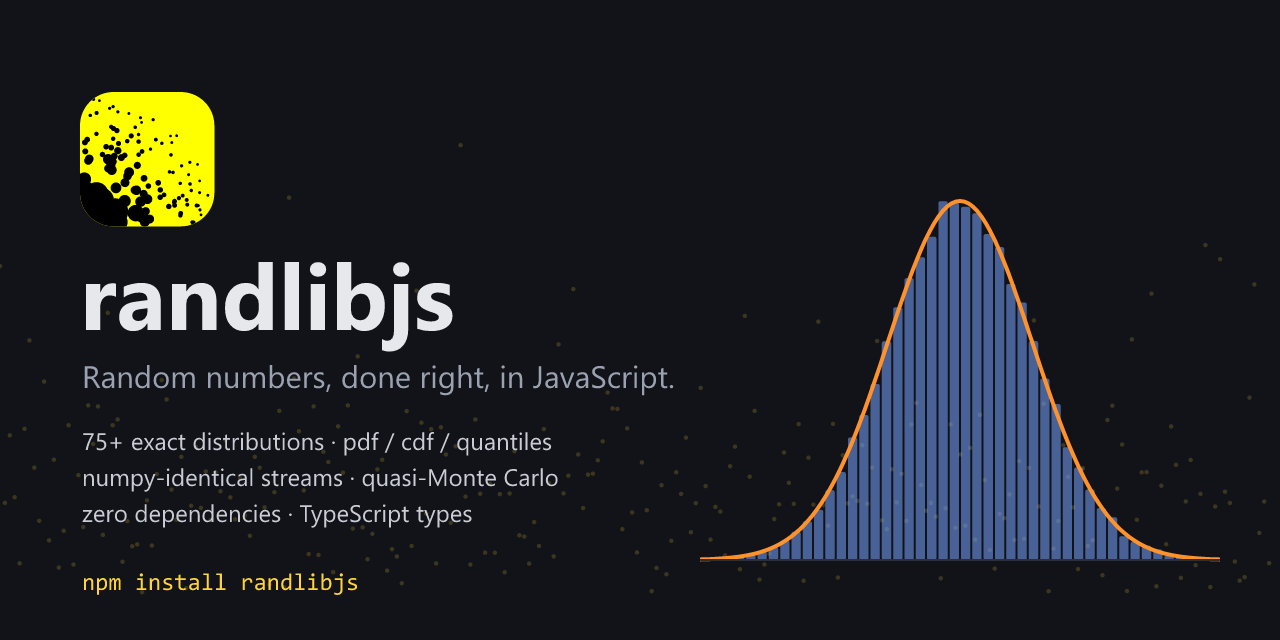 randlibjs
Random numbers, done right, in JavaScript.
75+ exact distributions · pdf / cdf / quantiles
numpy-identical streams · quasi-Monte Carlo
zero dependencies · TypeScript types
npm install randlibjs